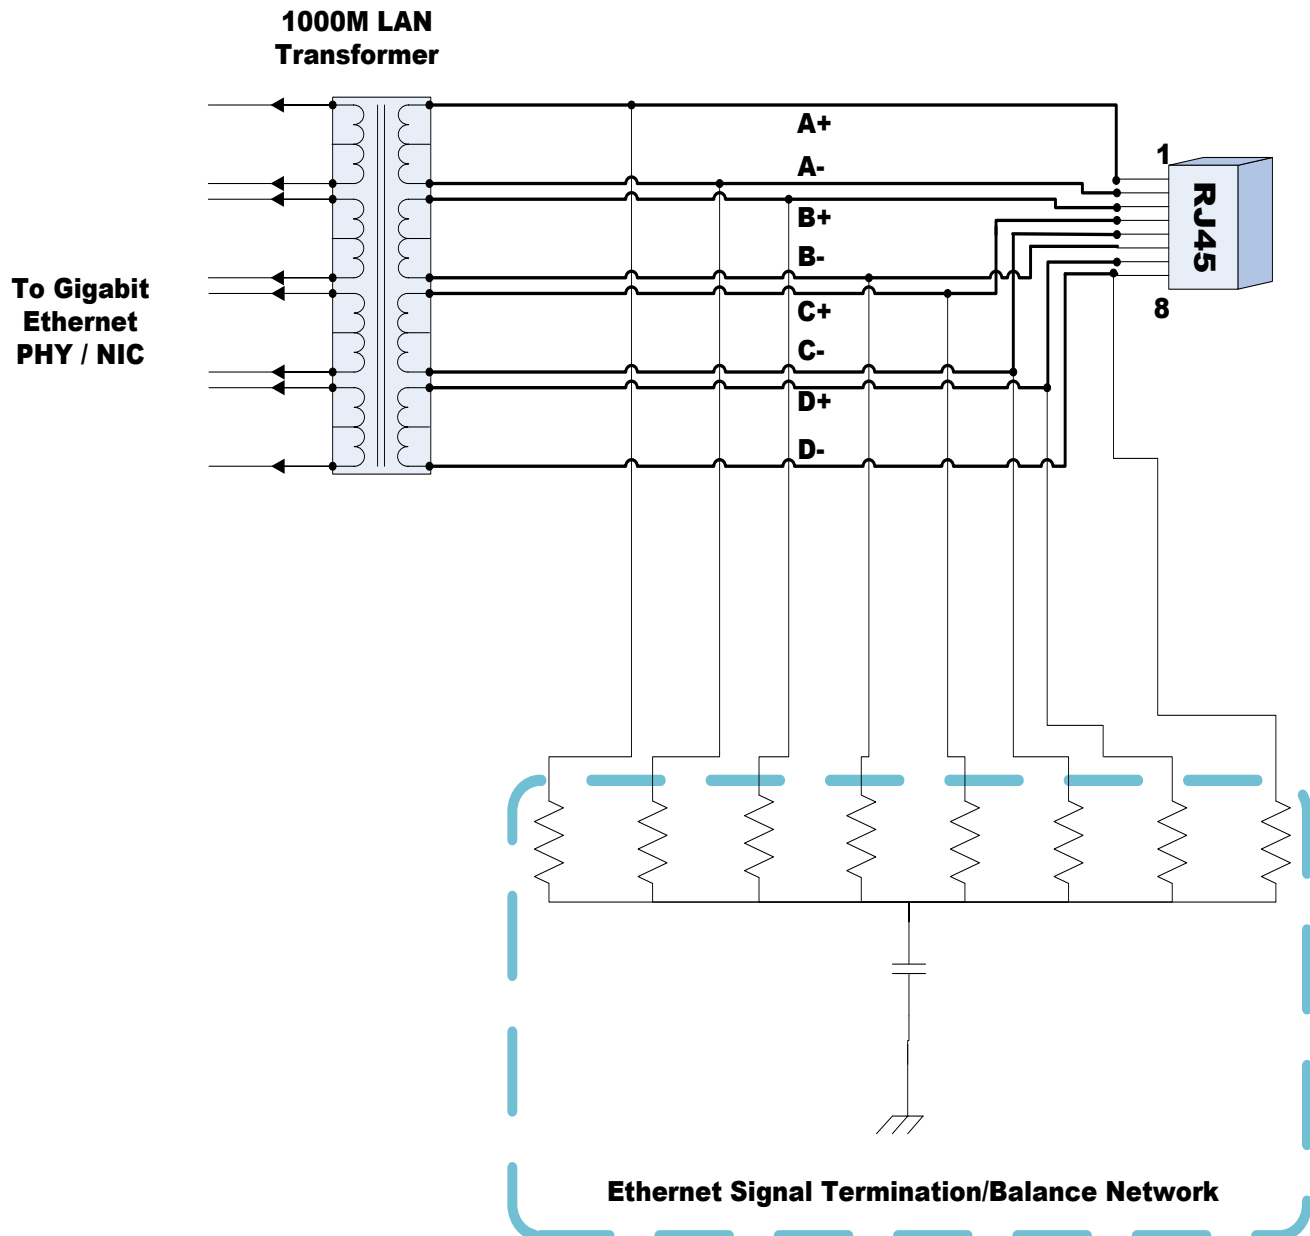 1000M LAN
Transformer
A+
A-
1
RJ45
B+
B-
To Gigabit
Ethernet
PHY / NIC
C+
8
C-
D+
D-
Ethernet Signal Termination/Balance Network